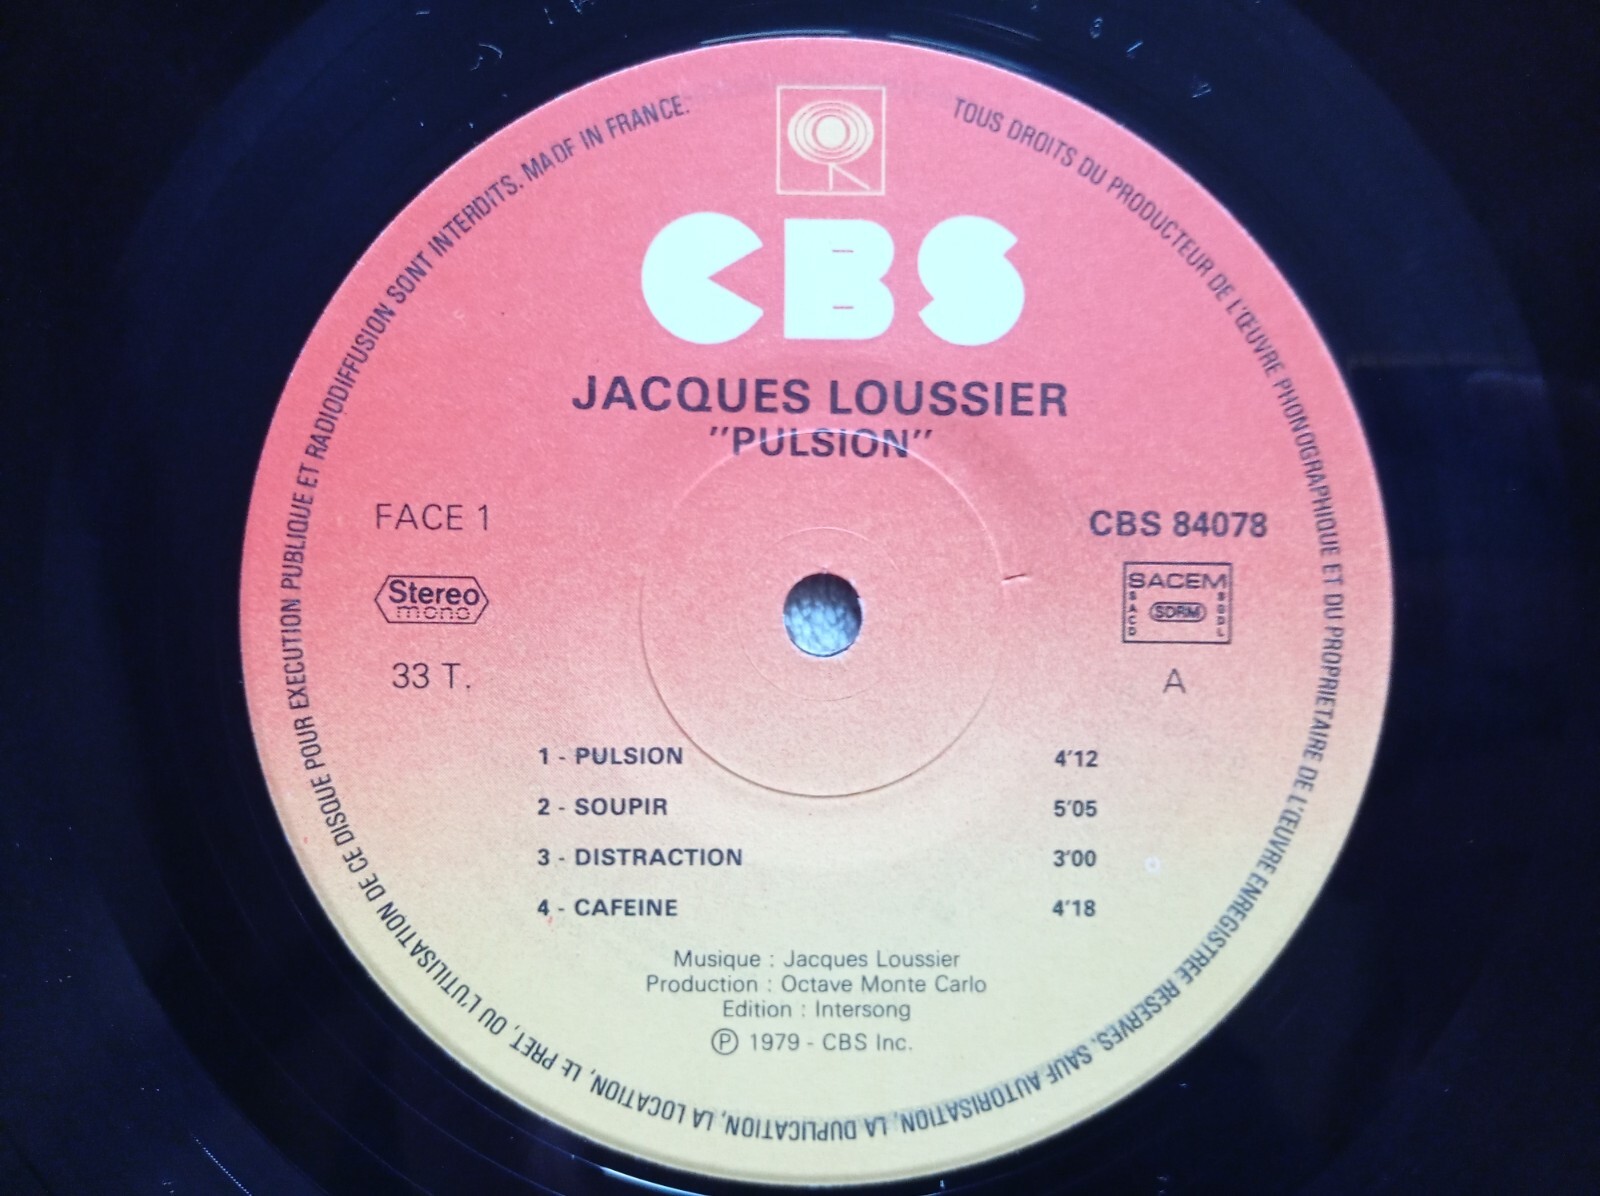 TOUS DROITS DU PRODUCTEUR DE L'ŒUVRE PHONOGRAPHIQUE ET DU PROPRIETAIRE DE L'ŒUVRE ENREGISTREE RESERVES. SAUF AUTORISATION, LA DUPLICATION, LA LOCATION, LE PRET, OU L'UTILISATION DE CE DISQUE POUR EXECUTION PUBLIQUE ET RADIODIFFUSION SONT INTERDITS. MADE IN FRANCE.
CBS
JACQUES LOUSSIER
"PULSION"
FACE 1
CBS 84078
Stereo
mono
SACEM
SACD
SDRM
SGDL
33 T.
A
1 - PULSION 4'12
2 - SOUPIR 5'05
3 - DISTRACTION 3'00
4 - CAFEINE 4'18
Musique : Jacques Loussier
Production : Octave Monte Carlo
Edition : Intersong
Ⓟ 1979 - CBS Inc.